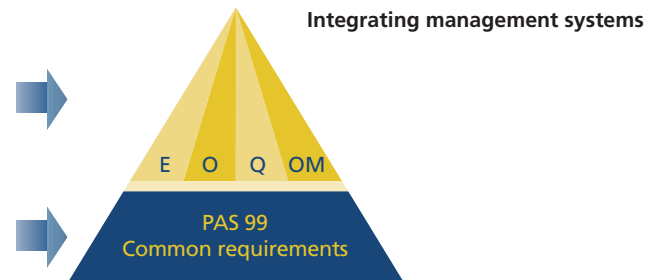 Integrating management systems
E O Q OM
PAS 99
Common requirements